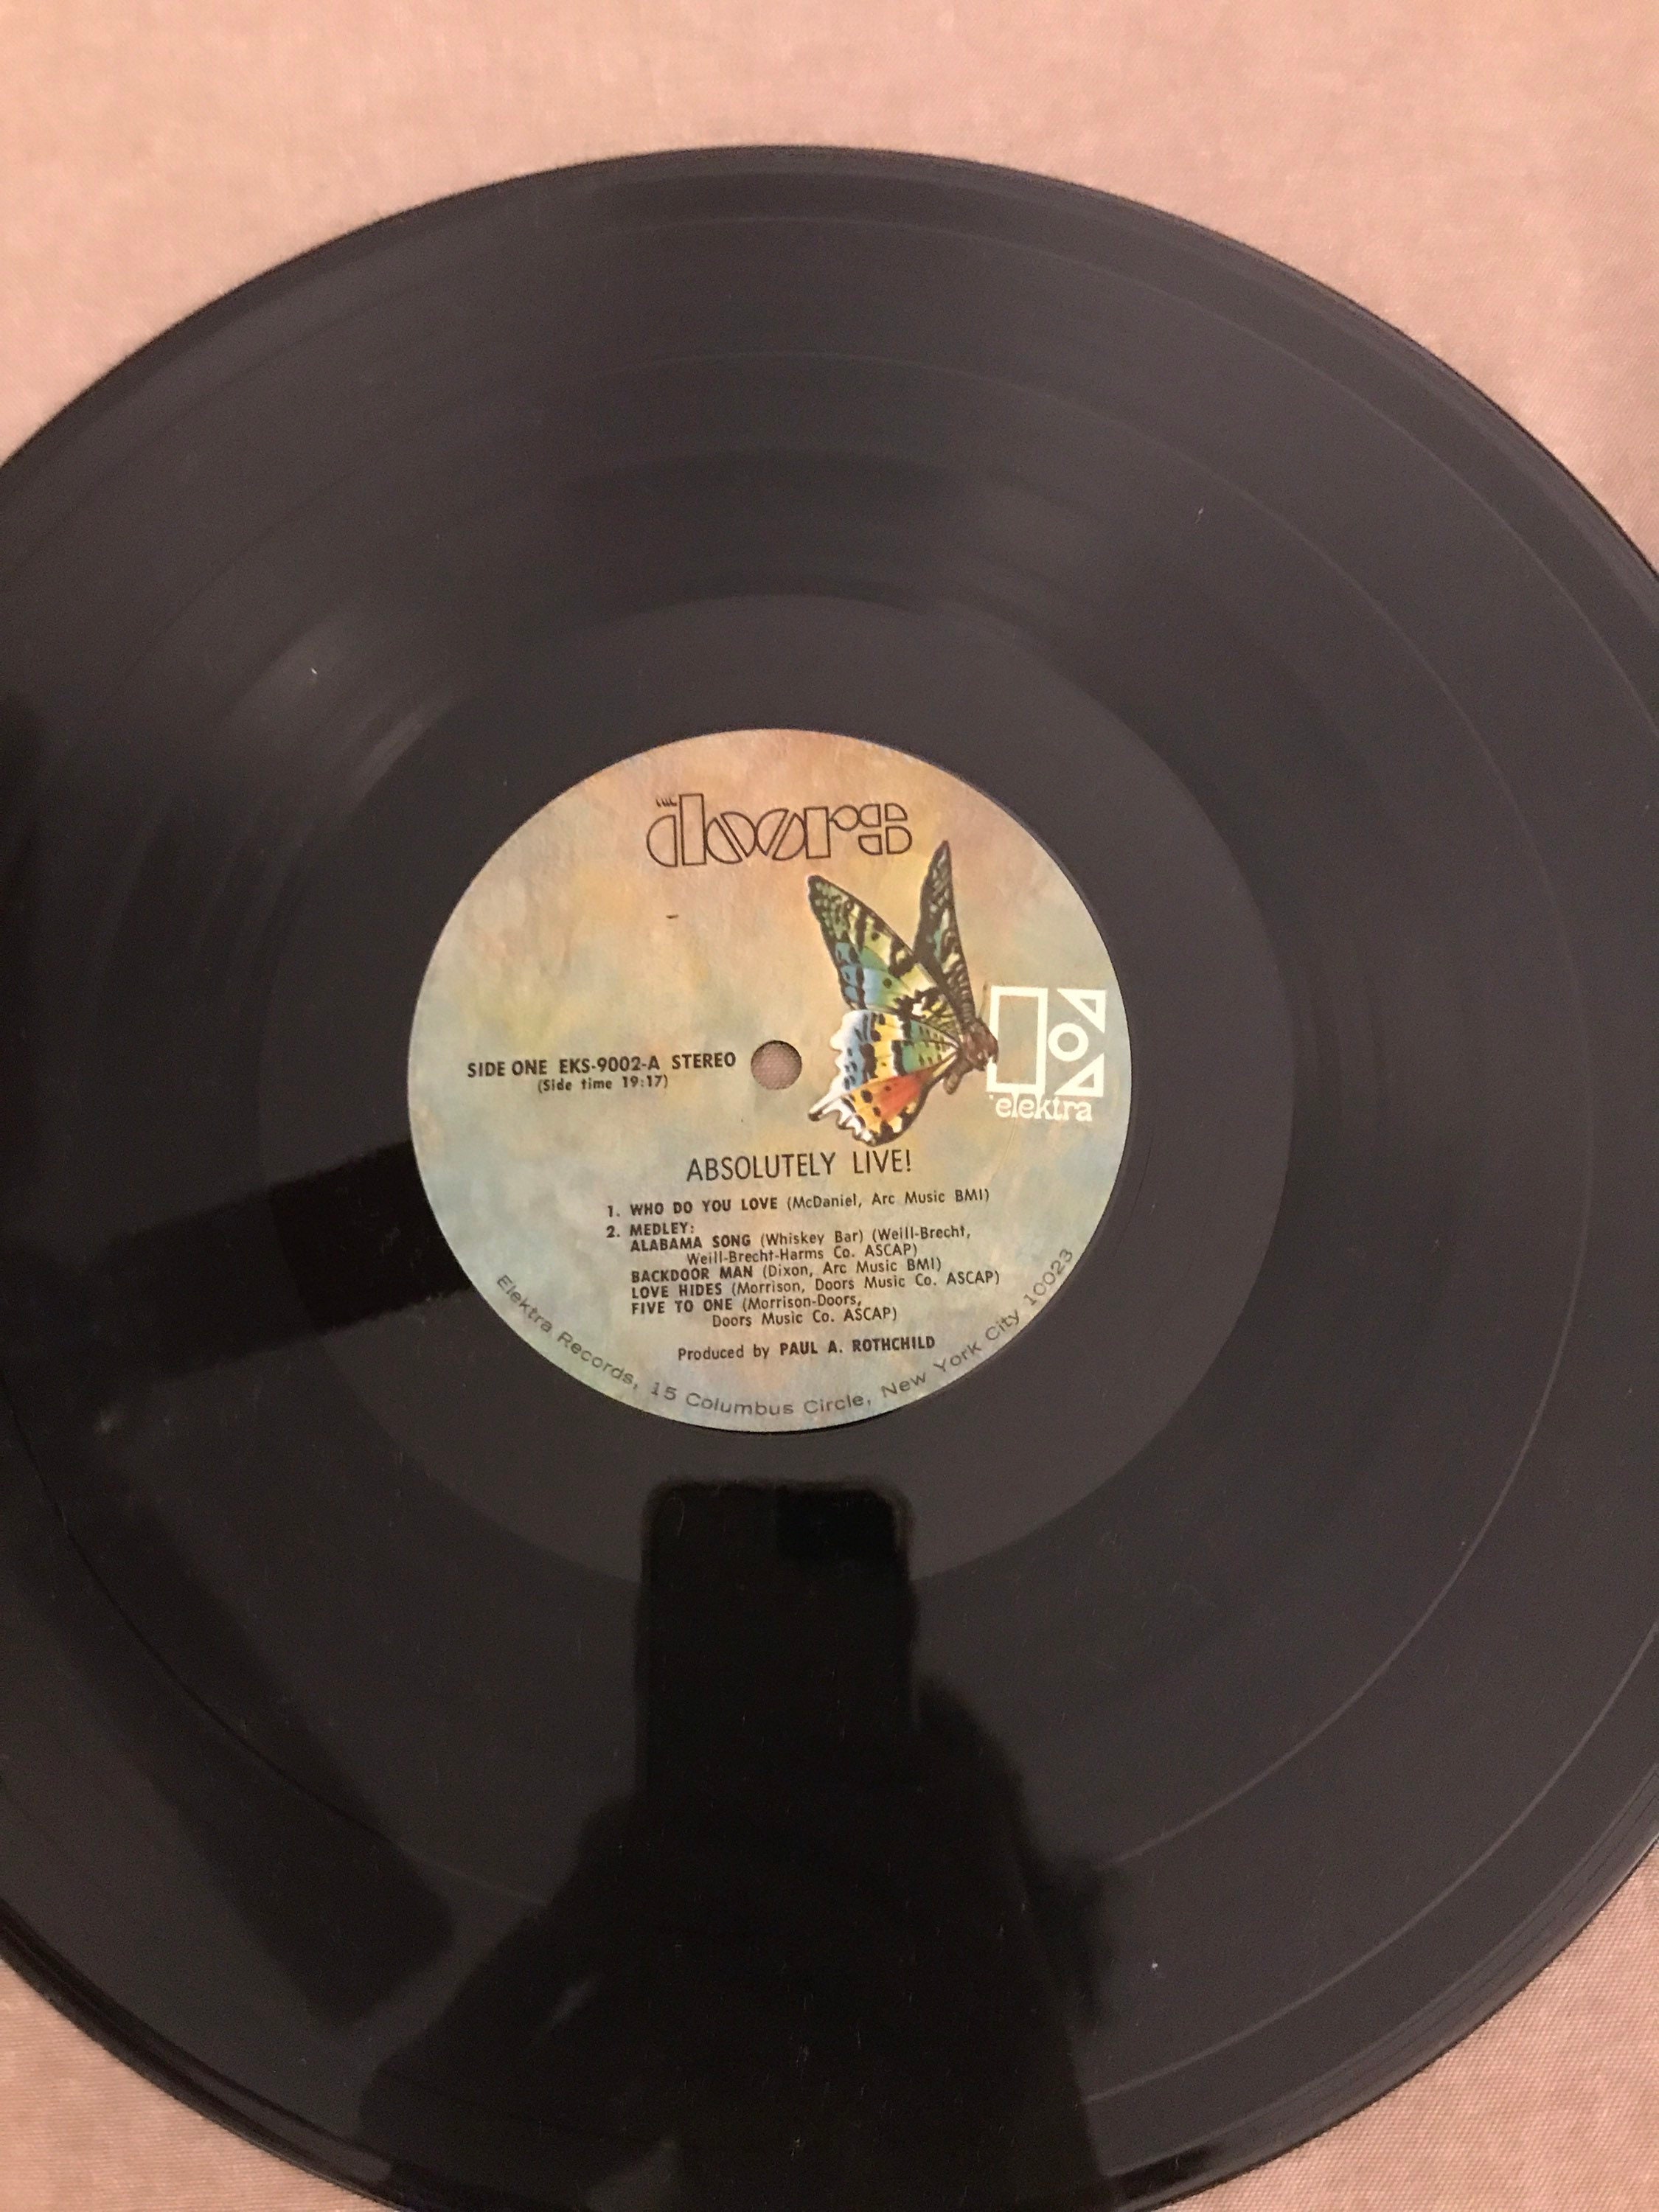 THE
doors
elektra
SIDE ONE EKS-9002-A STEREO
(Side time 19:17)
ABSOLUTELY LIVE!
1. WHO DO YOU LOVE (McDaniel, Arc Music BMI)
2. MEDLEY:
ALABAMA SONG (Whiskey Bar) (Weill-Brecht,
Weill-Brecht-Harms Co. ASCAP)
BACKDOOR MAN (Dixon, Arc Music BMI)
LOVE HIDES (Morrison, Doors Music Co. ASCAP)
FIVE TO ONE (Morrison-Doors,
Doors Music Co. ASCAP)
Produced by PAUL A. ROTHCHILD
Elektra Records, 15 Columbus Circle, New York City 10023